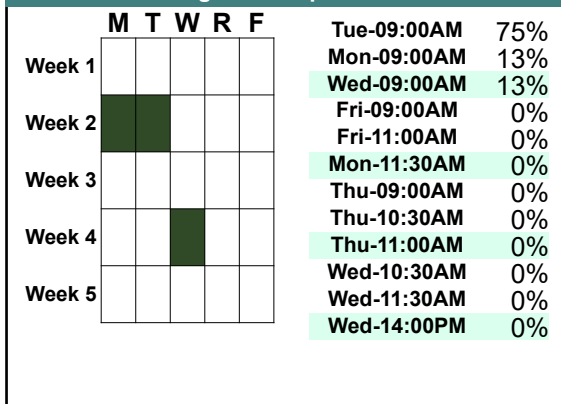 M T W R F
Week 1
Week 2
Week 3
Week 4
Week 5
Tue-09:00AM 75%
Mon-09:00AM 13%
Wed-09:00AM 13%
Fri-09:00AM 0%
Fri-11:00AM 0%
Mon-11:30AM 0%
Thu-09:00AM 0%
Thu-10:30AM 0%
Thu-11:00AM 0%
Wed-10:30AM 0%
Wed-11:30AM 0%
Wed-14:00PM 0%